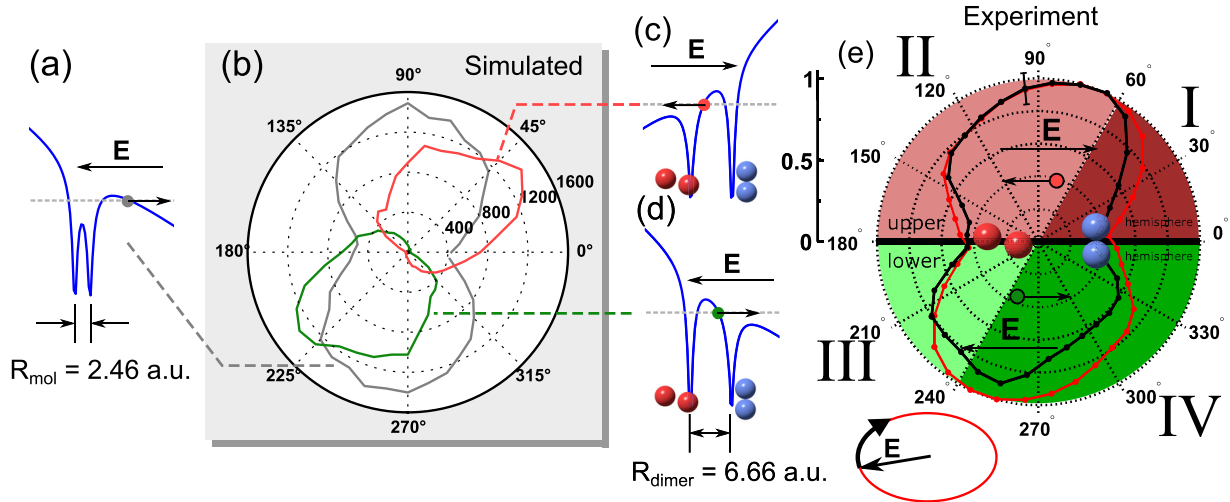 Experiment
(a)
(b)
Simulated
(c)
(d)
(e)
E
R_mol = 2.46 a.u.
90°
45°
135°
180°
0°
225°
315°
270°
400
800
1200
1600
E
E
R_dimer = 6.66 a.u.
1
0.5
0
II
I
III
IV
90°
60°
30°
0°
120°
150°
180°
210°
240°
270°
300°
330°
E
upper
hemisphere
lower
hemisphere
E
E